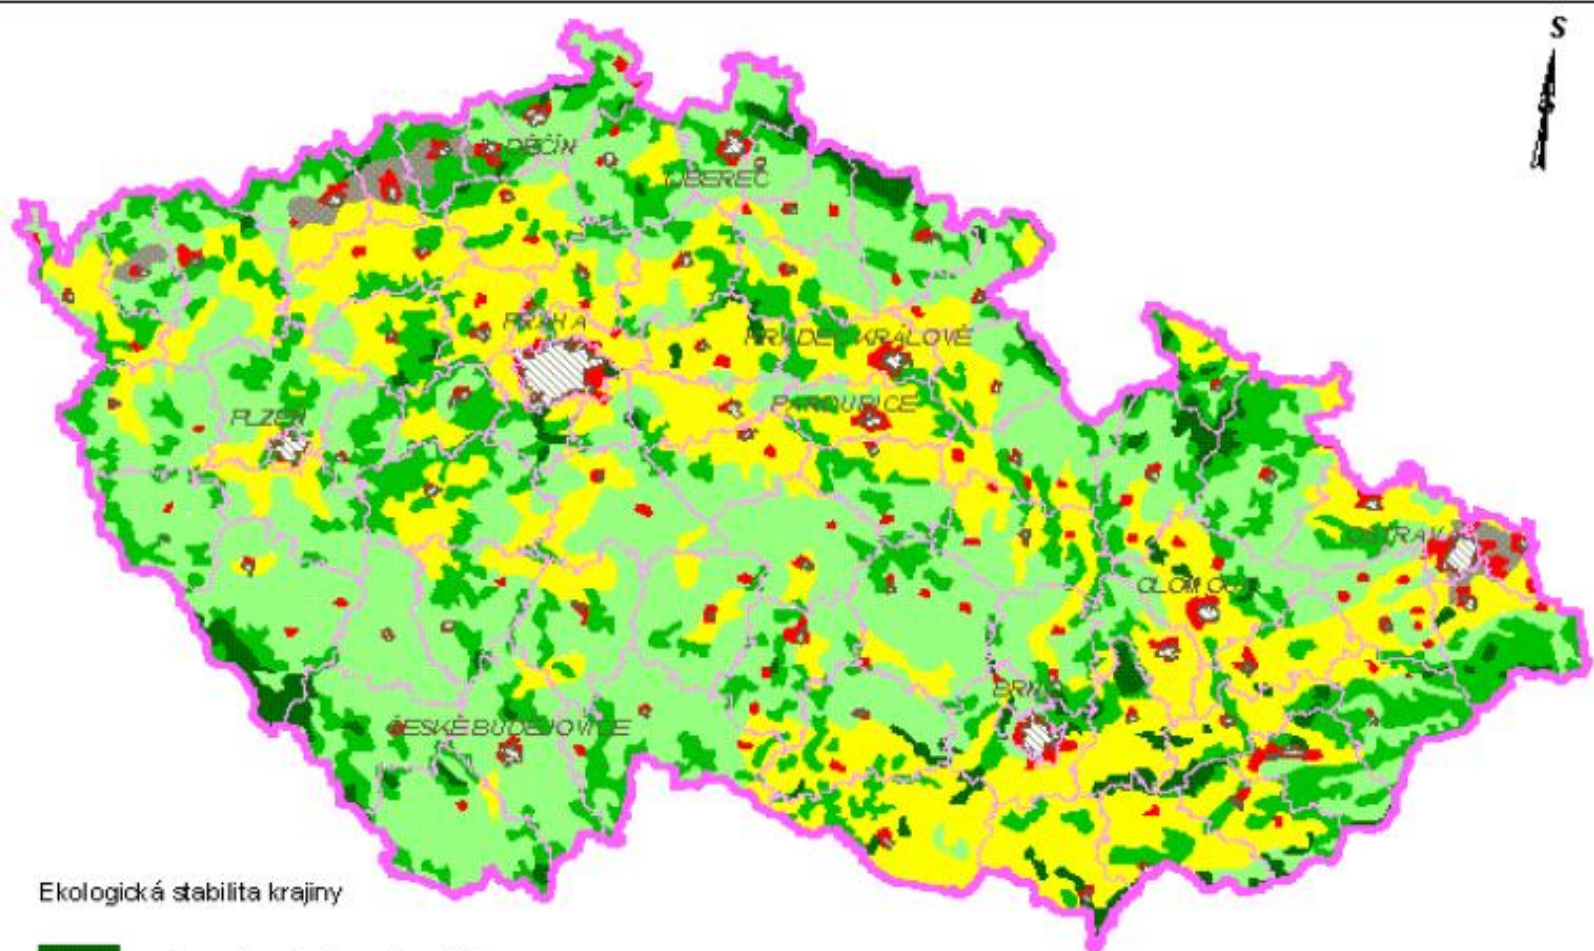 S
DĚČÍN
LIBEREC
PRAHA
HRADEC KRÁLOVÉ
PARDUBICE
PLZEŇ
OSTRAVA
OLOMOUC
BRNO
ČESKÉ BUDĚJOVICE
Ekologická stabilita krajiny